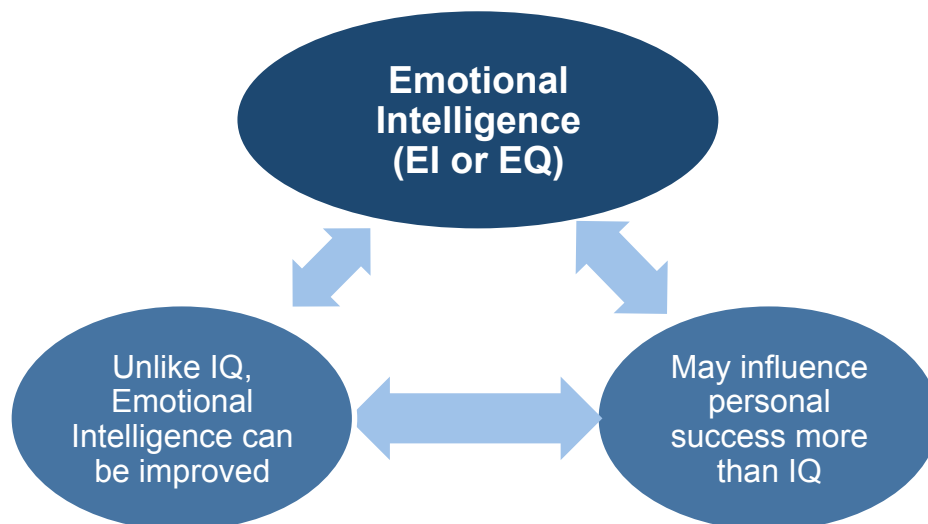 Emotional
Intelligence
(EI or EQ)
Unlike IQ,
Emotional
Intelligence can
be improved
May influence
personal
success more
than IQ